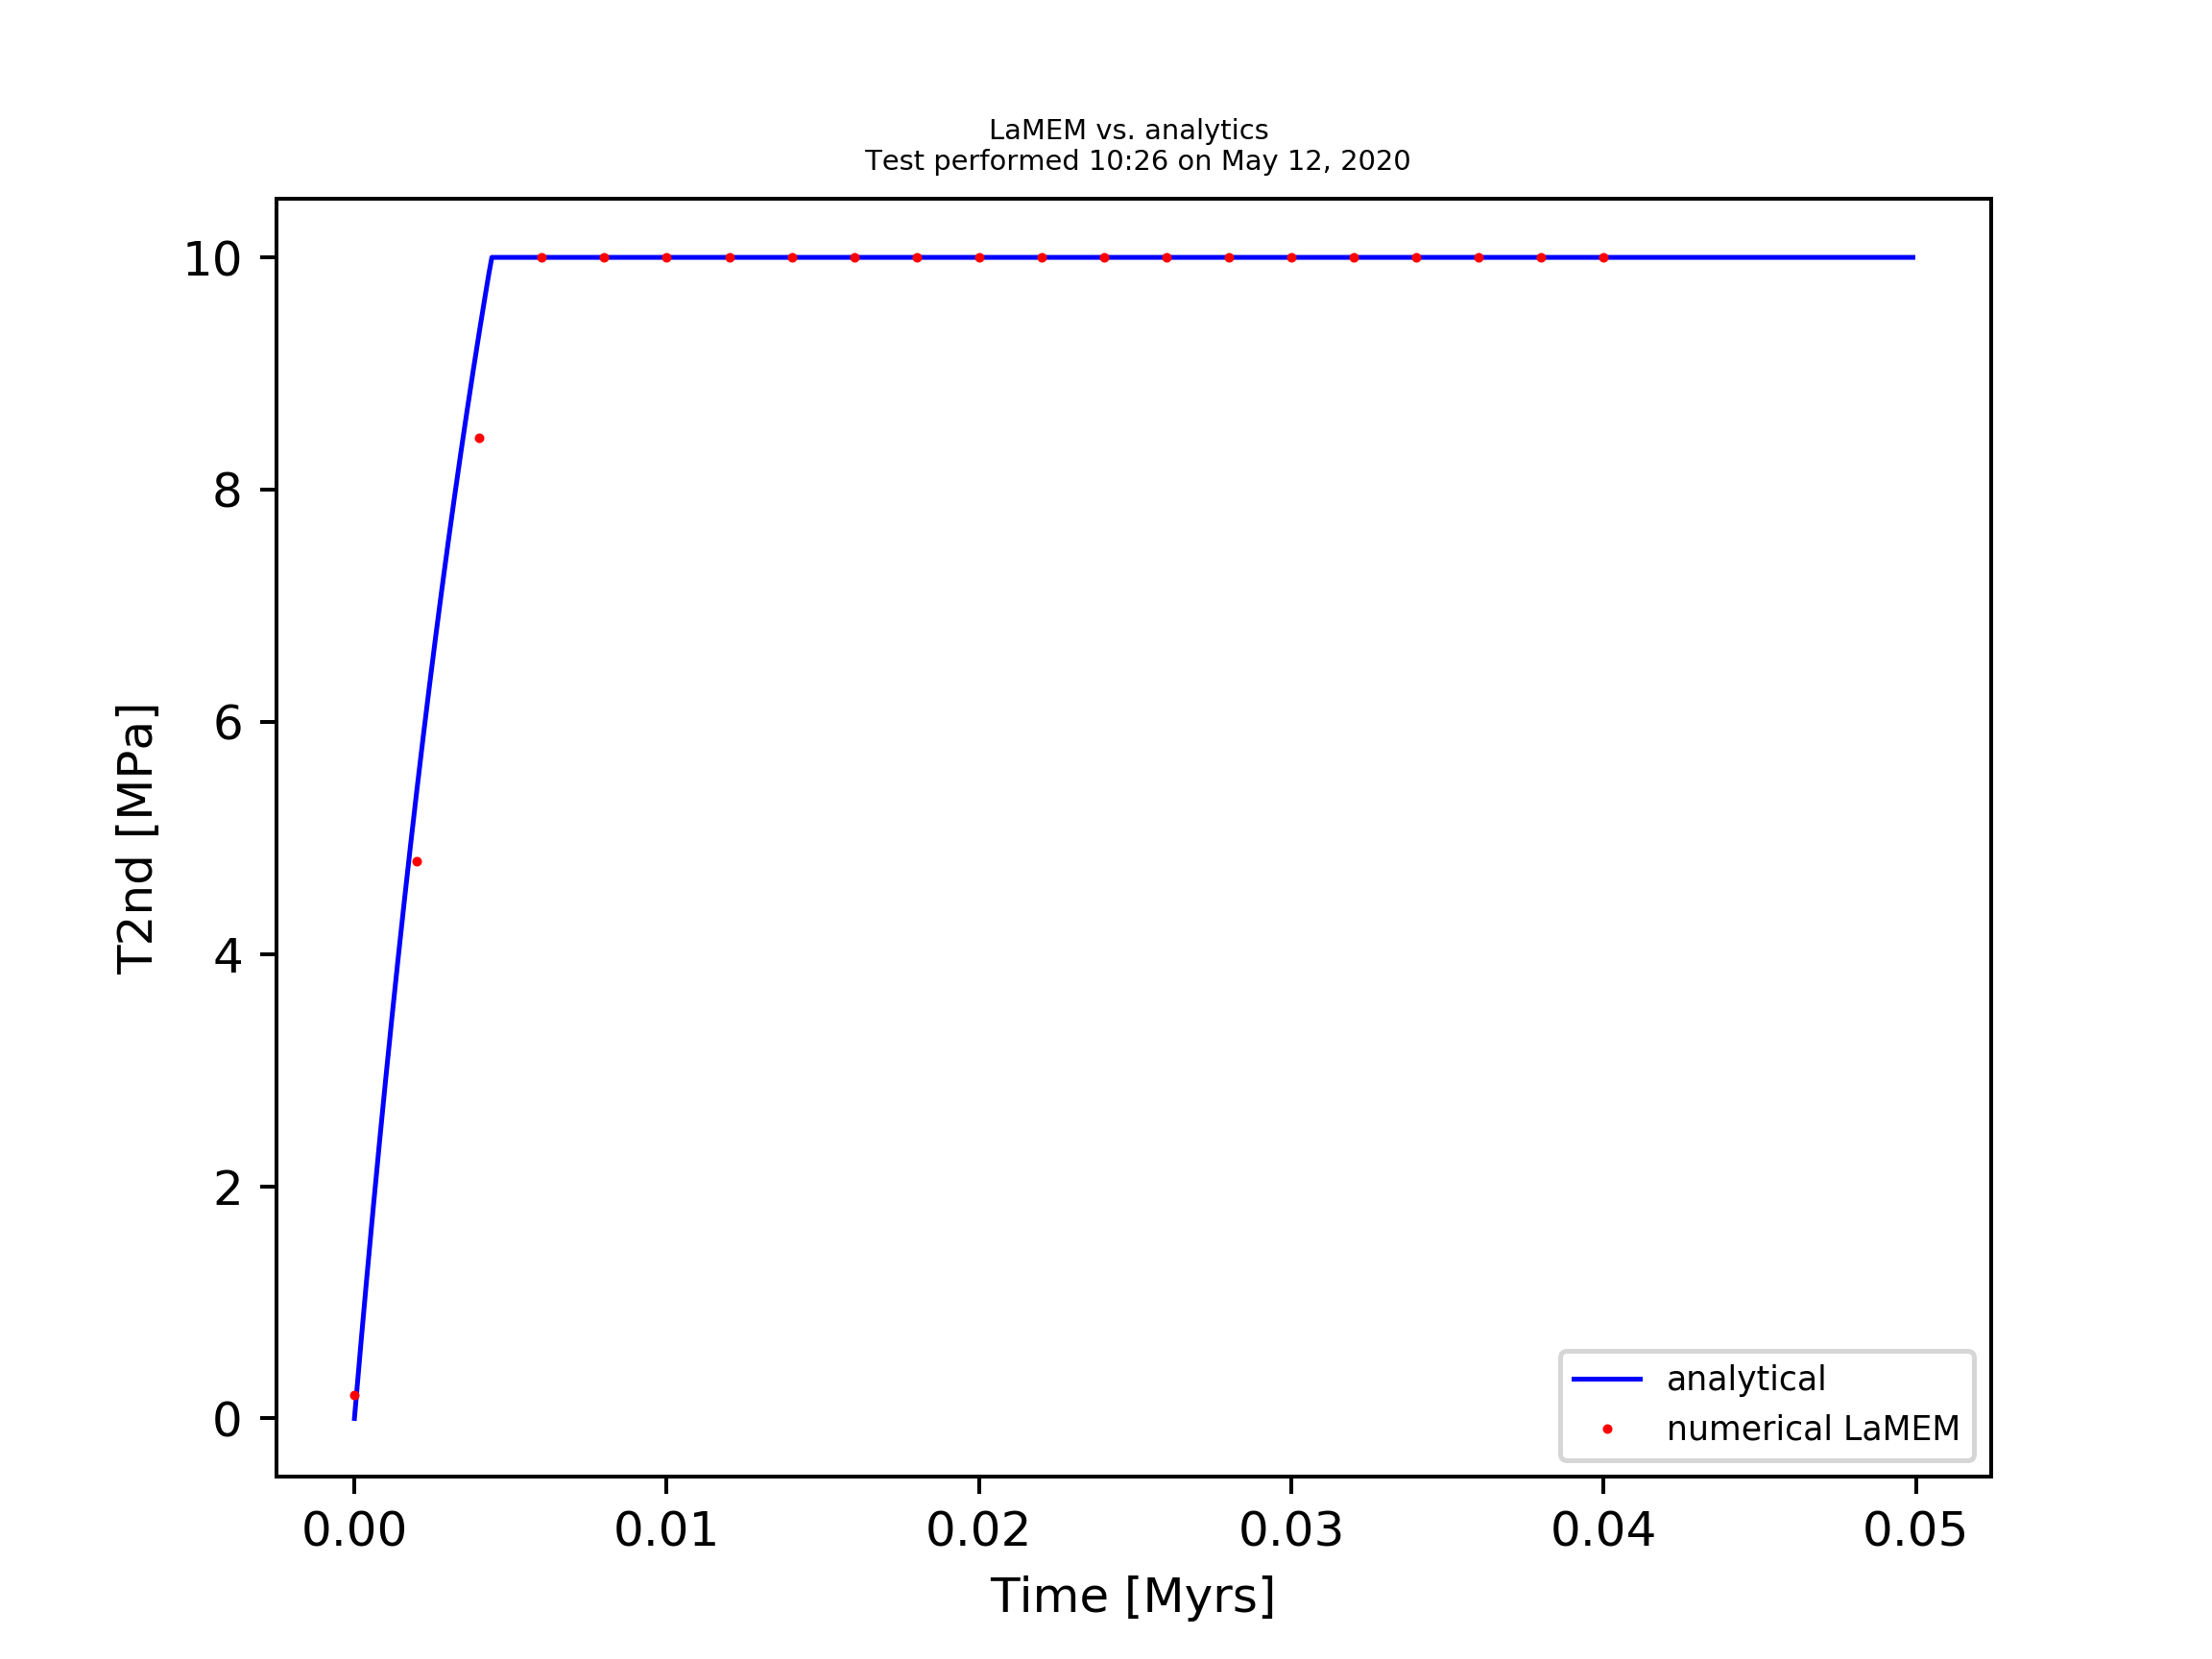 LaMEM vs. analytics
Test performed 10:26 on May 12, 2020
10
8
6
4
2
0
T2nd [MPa]
analytical
numerical LaMEM
0.00 0.01 0.02 0.03 0.04 0.05
Time [Myrs]